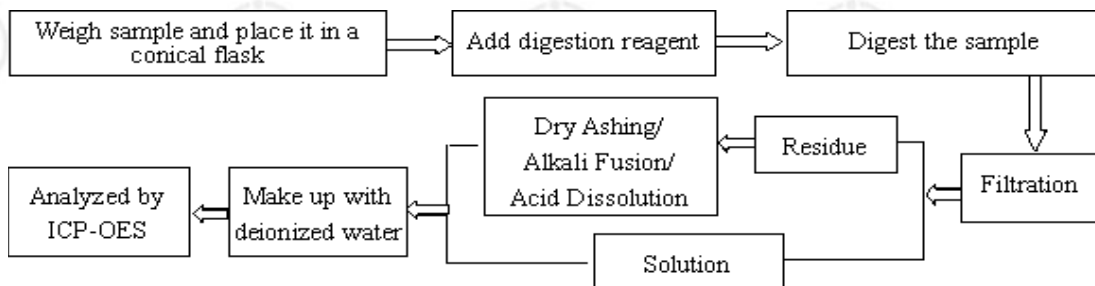 Weigh sample and place it in a
conical flask
Add digestion reagent
Digest the sample
Filtration
Residue
Dry Ashing/
Alkali Fusion/
Acid Dissolution
Solution
Make up with
deionized water
Analyzed by
ICP-OES